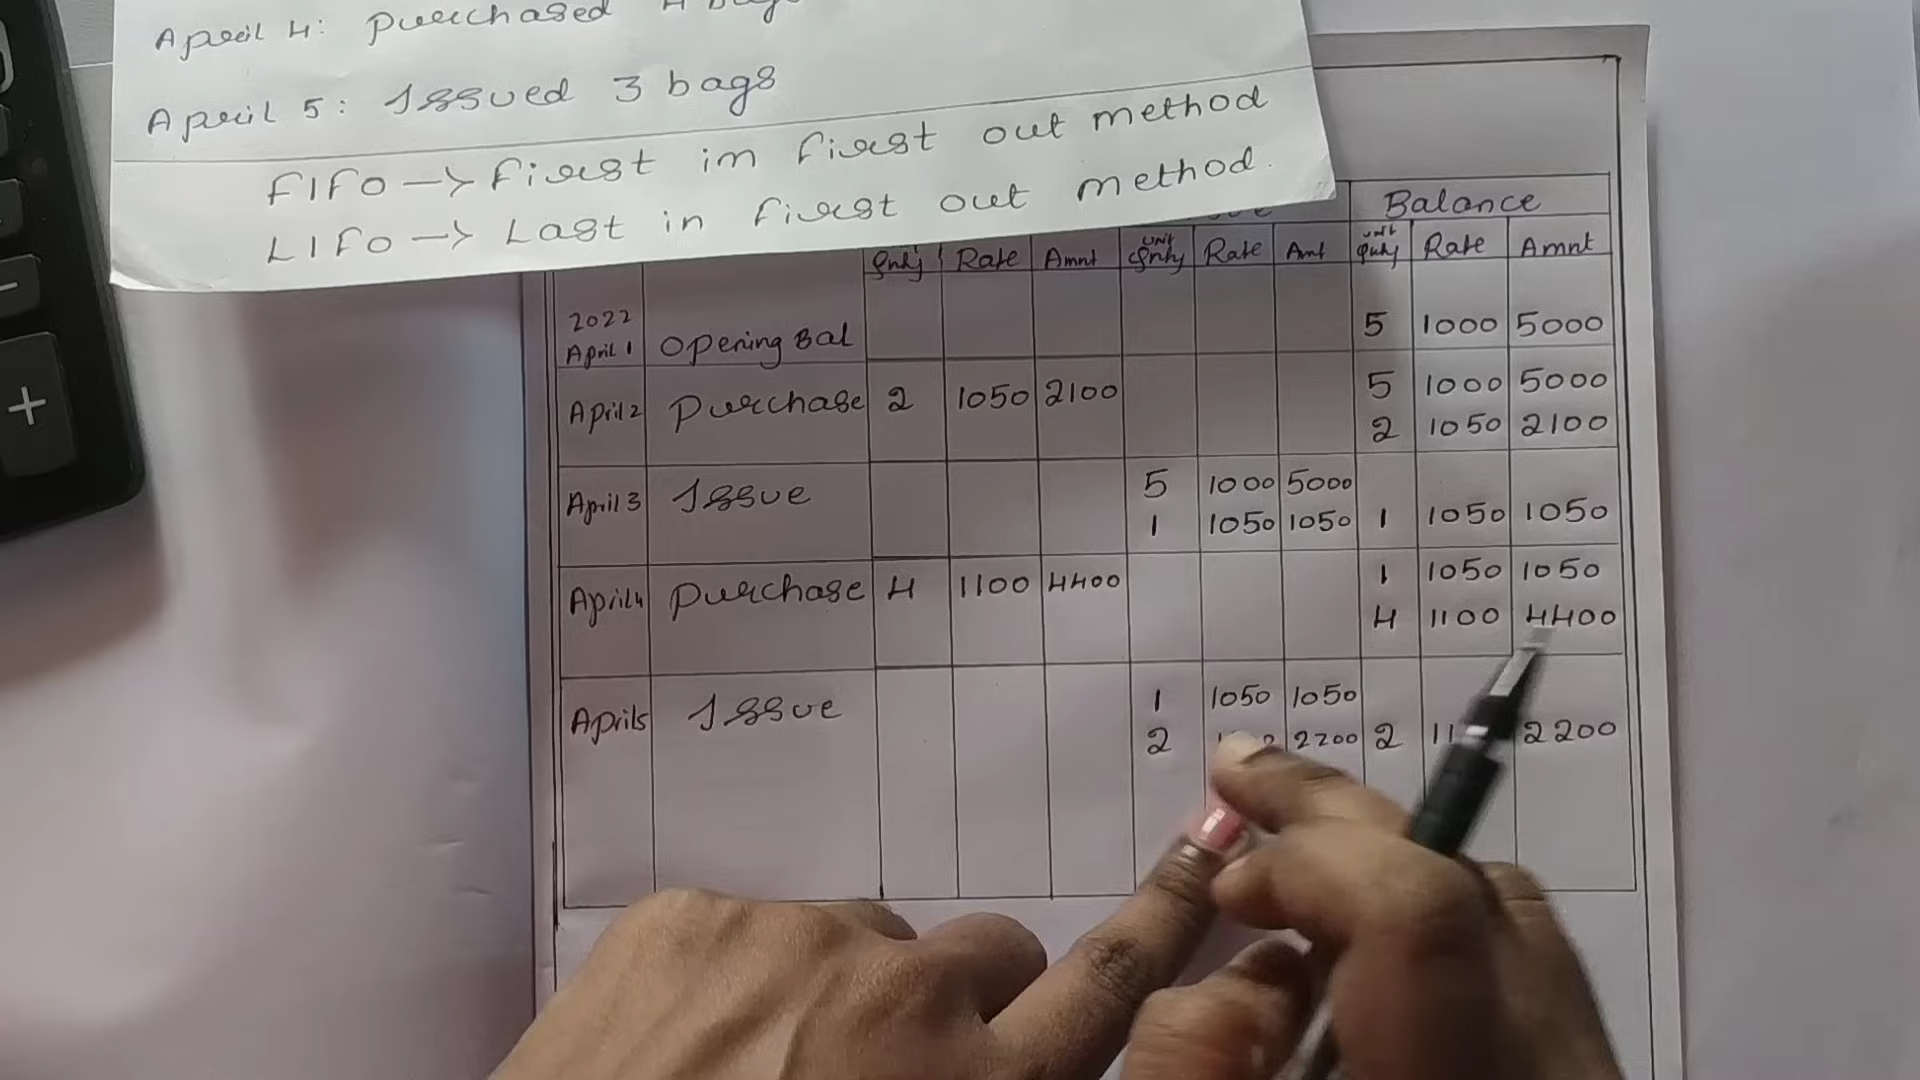 April 4: purchased 4
April 5: Issued 3 bags
FIFO -> First in first out method
LIFO -> Last in first out method.
Balance
Qnty Rate Amnt unit Qnty Rate Amt unit Qnty Rate Amnt
2022
April 1 Opening Bal 5 1000 5000
April 2 purchase 2 1050 2100 5 1000 5000
2 1050 2100
April 3 Issue 5 1000 5000
1 1050 1050 1 1050 1050
April 4 purchase 4 1100 4400 1 1050 1050
4 1100 4400
April 5 Issue 1 1050 1050
2 2200 2 2200
+